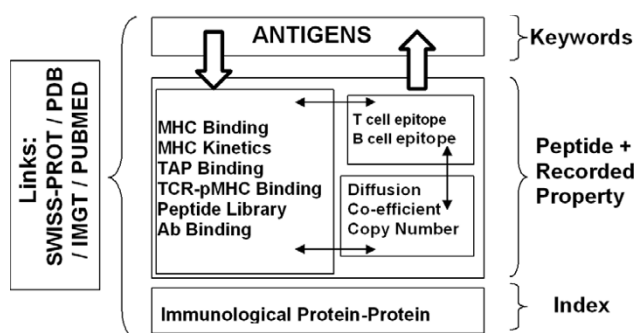 ANTIGENS
Keywords
Links:
SWISS-PROT / PDB
/ IMGT / PUBMED
MHC Binding
MHC Kinetics
TAP Binding
TCR-pMHC Binding
Peptide Library
Ab Binding
T cell epitope
B cell epitope
Diffusion
Co-efficient
Copy Number
Peptide +
Recorded
Property
Immunological Protein-Protein
Index